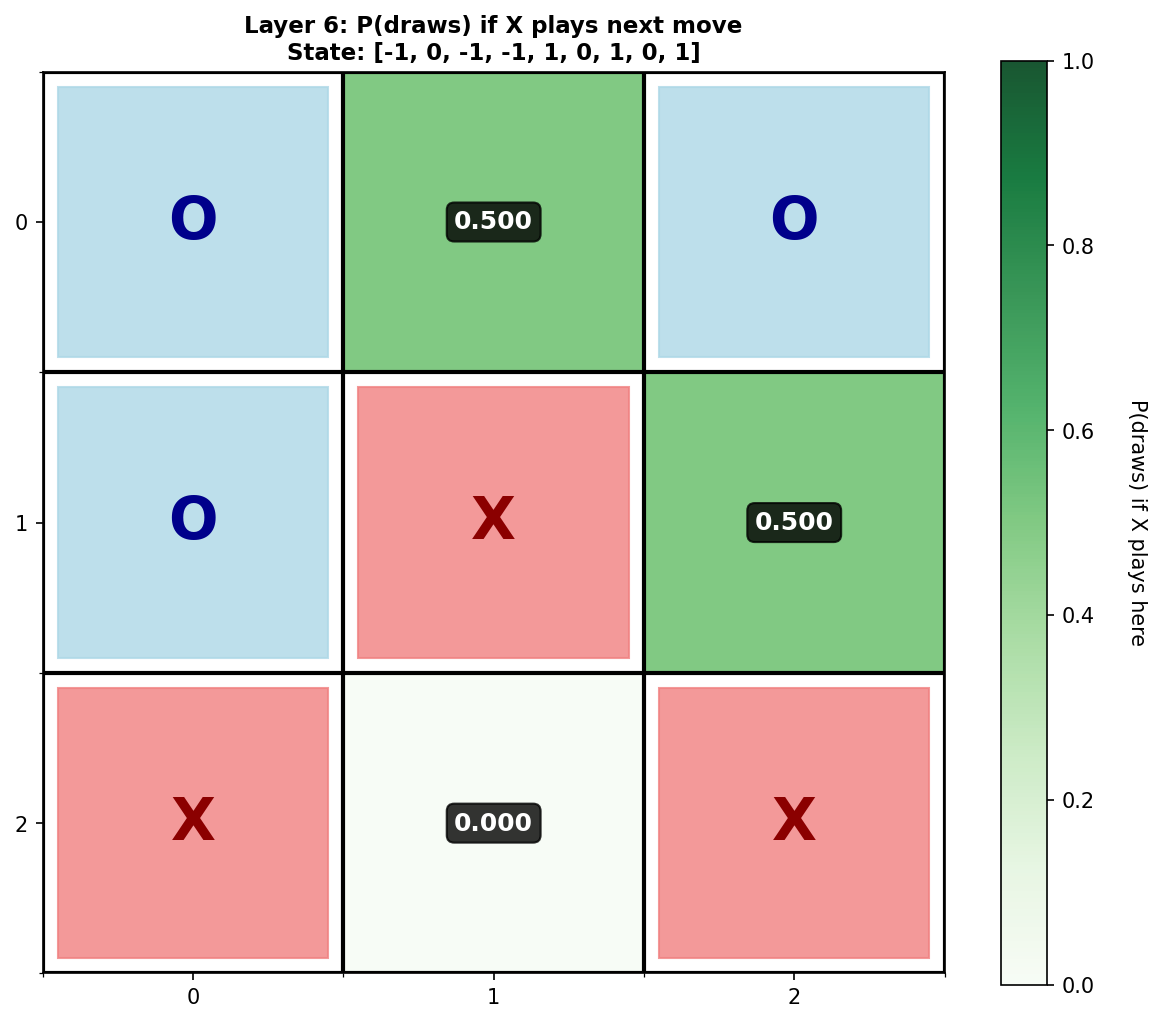 Layer 6: P(draws) if X plays next move
State: [-1, 0, -1, -1, 1, 0, 1, 0, 1]
1.0
0.8
0.6
0.4
0.2
0.0
P(draws) if X plays here
0
O
0.500
O
1
O
X
0.500
2
X
0.000
X
0
1
2